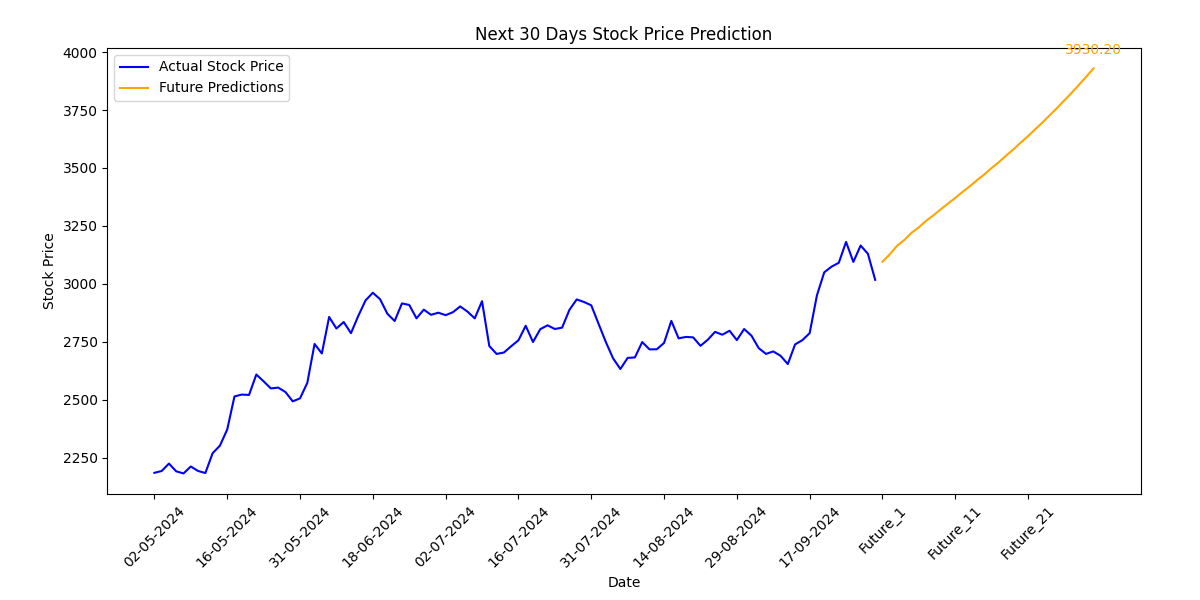 Next 30 Days Stock Price Prediction
Actual Stock Price
Future Predictions
3930.20
4000
3750
3500
3250
3000
2750
2500
2250
Stock Price
02-05-2024
16-05-2024
31-05-2024
18-06-2024
02-07-2024
16-07-2024
31-07-2024
14-08-2024
29-08-2024
17-09-2024
Future_1
Future_11
Future_21
Date